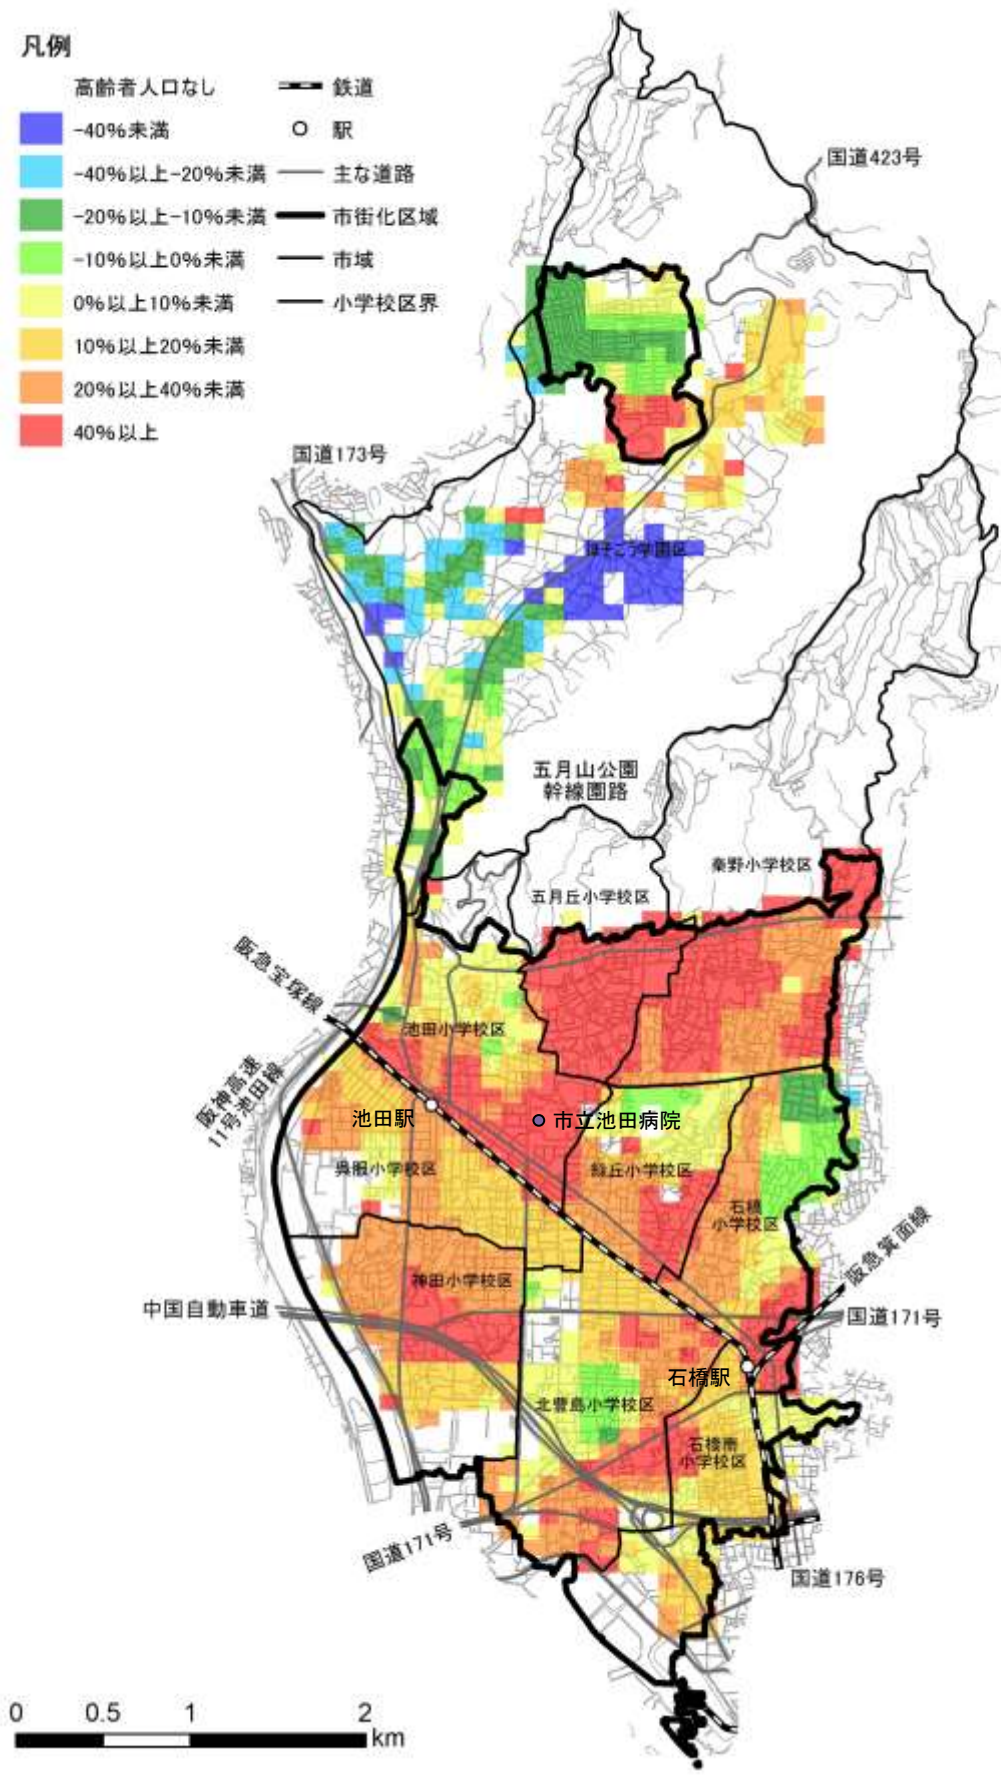 凡例
高齢者人口なし
-40%未満
-40%以上-20%未満
-20%以上-10%未満
-10%以上0%未満
0%以上10%未満
10%以上20%未満
20%以上40%未満
40%以上
鉄道
駅
主な道路
市街化区域
市域
小学校区界
国道423号
国道173号
ほそごう学園区
五月山公園
幹線園路
秦野小学校区
五月丘小学校区
阪急宝塚線
池田小学校区
阪神高速
11号池田線
池田駅
市立池田病院
呉服小学校区
緑丘小学校区
石橋
小学校区
阪急箕面線
神田小学校区
中国自動車道
国道171号
石橋駅
北豊島小学校区
石橋南
小学校区
国道171号
国道176号
0 0.5 1 2
km